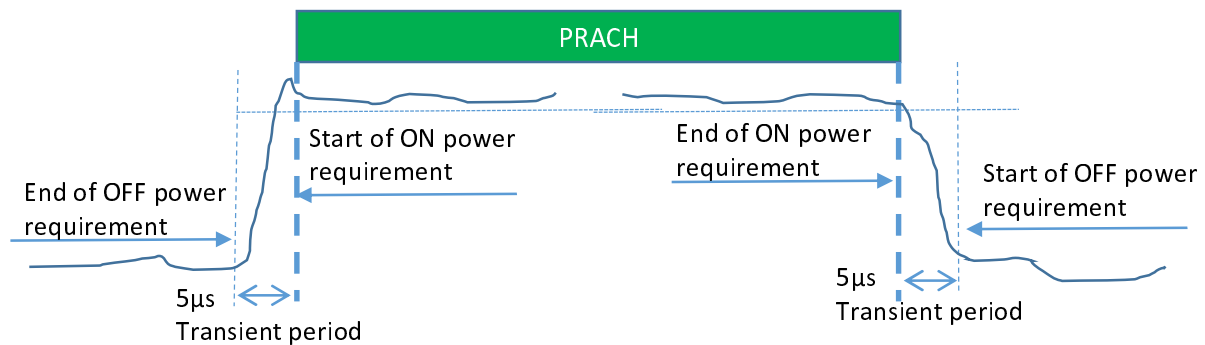 PRACH
Start of ON power
requirement
End of ON power
requirement
End of OFF power
requirement
Start of OFF power
requirement
5µs
Transient period
5µs
Transient period